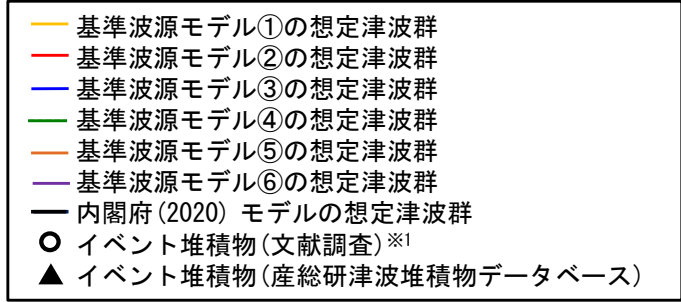 基準波源モデル①の想定津波群
基準波源モデル②の想定津波群
基準波源モデル③の想定津波群
基準波源モデル④の想定津波群
基準波源モデル⑤の想定津波群
基準波源モデル⑥の想定津波群
内閣府(2020) モデルの想定津波群
イベント堆積物(文献調査)※1
イベント堆積物(産総研津波堆積物データベース)